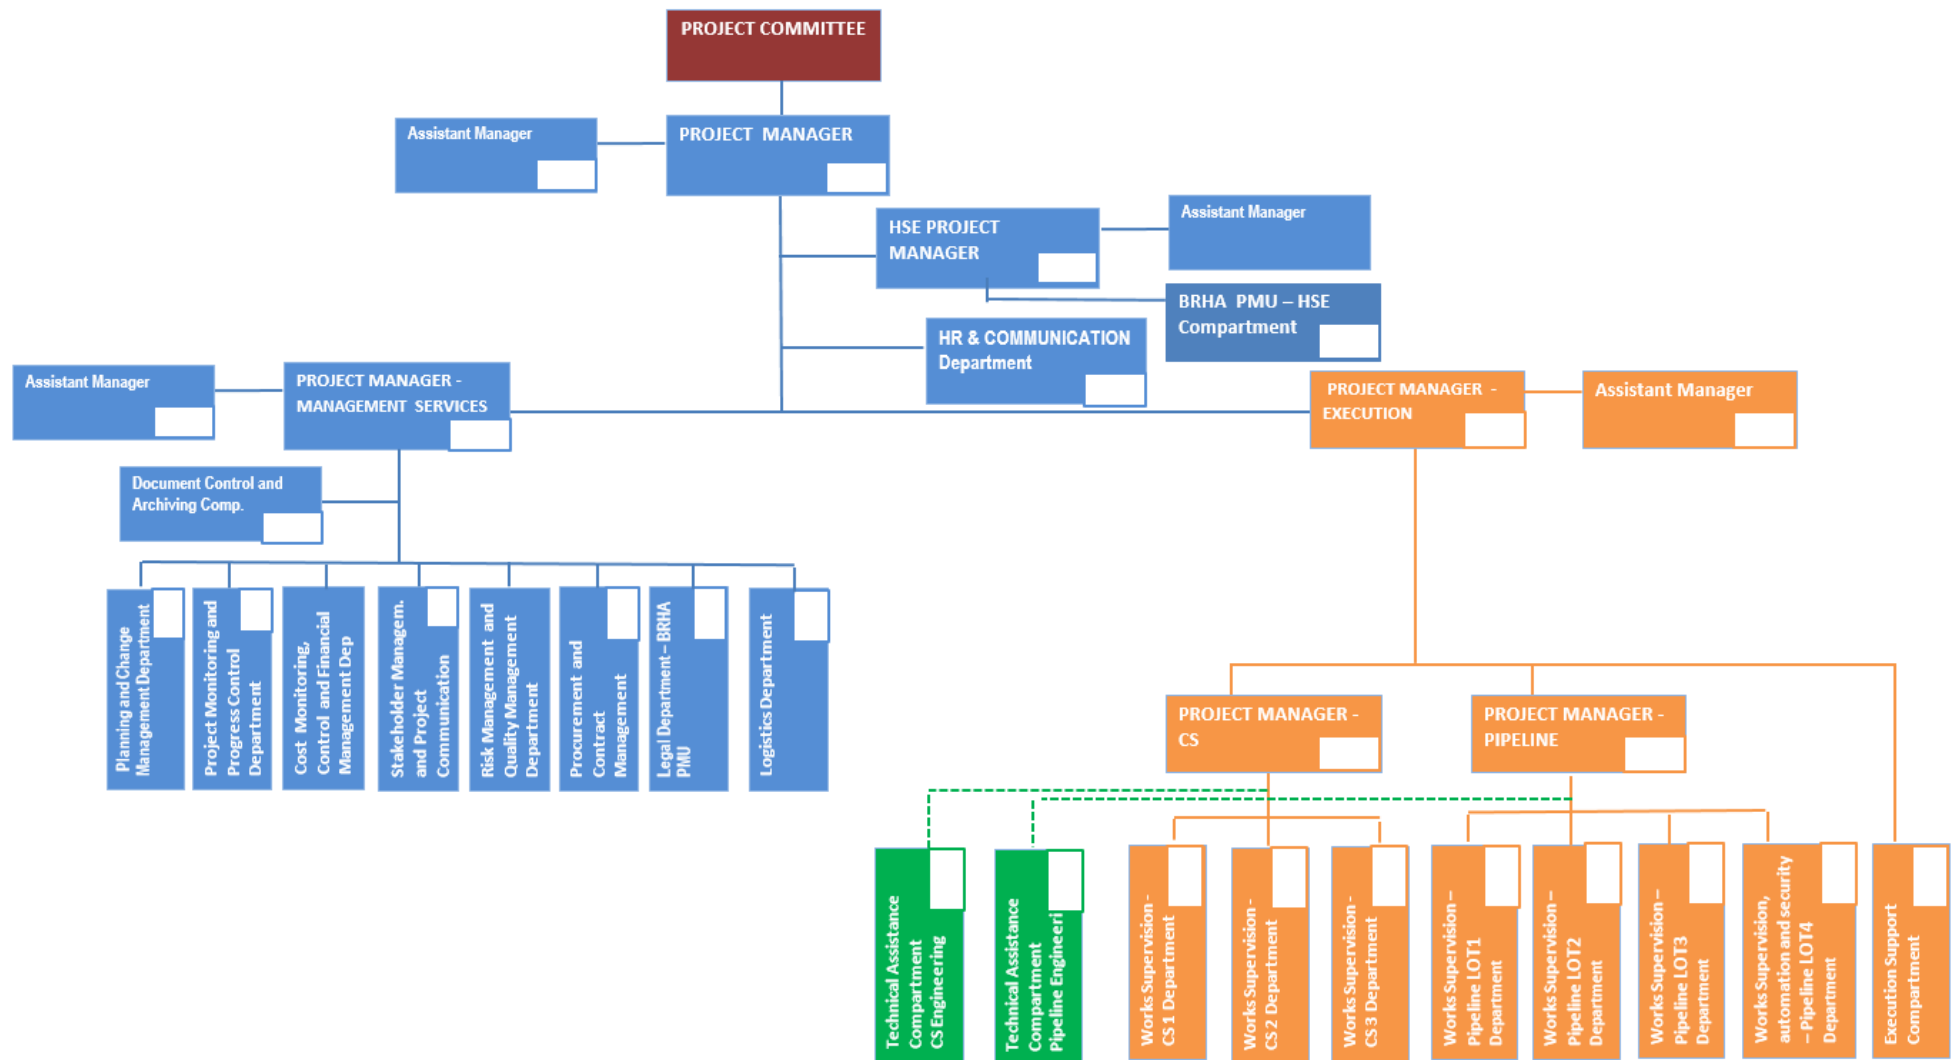 PROJECT COMMITTEE
Assistant Manager
PROJECT MANAGER
HSE PROJECT
MANAGER
Assistant Manager
BRHA PMU – HSE
Compartment
HR & COMMUNICATION
Department
Assistant Manager
PROJECT MANAGER -
MANAGEMENT SERVICES
PROJECT MANAGER -
EXECUTION
Assistant Manager
Document Control and
Archiving Comp.
Planning and Change
Management Department
Project Monitoring and
Progress Control
Department
Cost Monitoring,
Control and Financial
Management Dep
Stakeholder Managem.
and Project
Communication
Risk Management and
Quality Management
Department
Procurement and
Contract
Management
Legal Department – BRHA
PMU
Logistics Department
PROJECT MANAGER -
CS
PROJECT MANAGER -
PIPELINE
Technical Assistance
Compartment
CS Engineering
Technical Assistance
Compartment
Pipeline Engineeri
Works Supervision -
CS 1 Department
Works Supervision -
CS 2 Department
Works Supervision -
CS 3 Department
Works Supervision –
Pipeline LOT1
Department
Works Supervision –
Pipeline LOT2
Department
Works Supervision –
Pipeline LOT3
Department
Works Supervision,
automation and security
– Pipeline LOT4
Department
Execution Support
Compartment